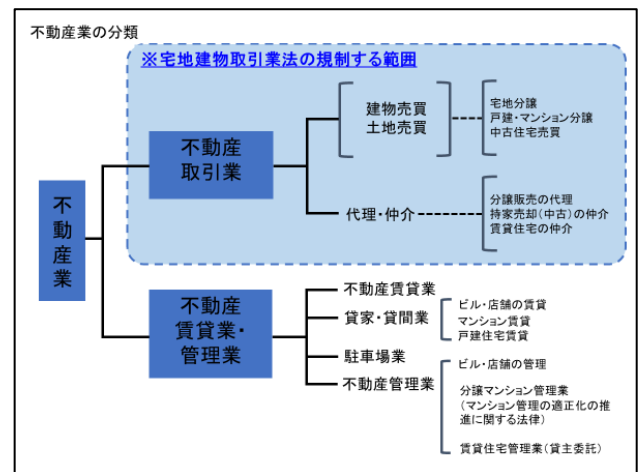 不動産業の分類
※宅地建物取引業法の規制する範囲
不動産業
不動産
取引業
建物売買
土地売買
宅地分譲
戸建・マンション分譲
中古住宅売買
代理・仲介
分譲販売の代理
持家売却(中古)の仲介
賃貸住宅の仲介
不動産
賃貸業・
管理業
不動産賃貸業
貸家・貸間業
ビル・店舗の賃貸
マンション賃貸
戸建住宅賃貸
駐車場業
不動産管理業
ビル・店舗の管理
分譲マンション管理業
(マンション管理の適正化の推
進に関する法律)
賃貸住宅管理業(貸主委託)